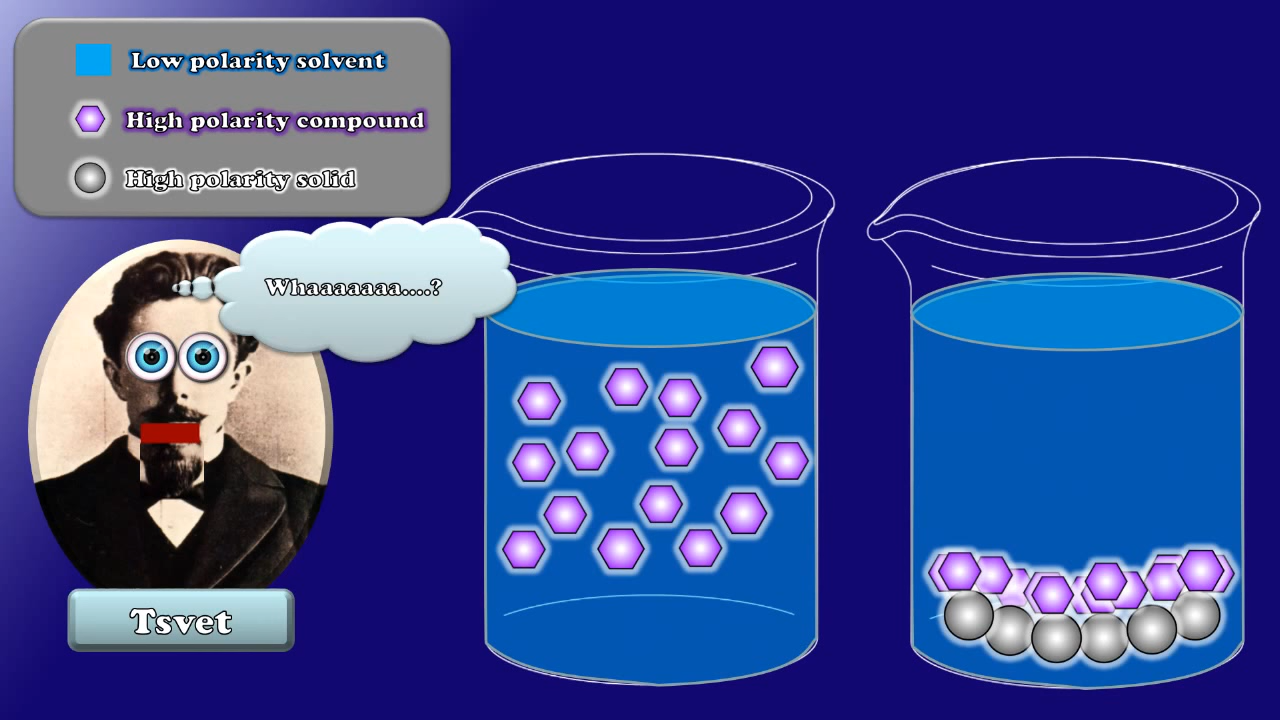 Low polarity solvent
High polarity compound
High polarity solid
Whaaaaaaa....?
Tsvet